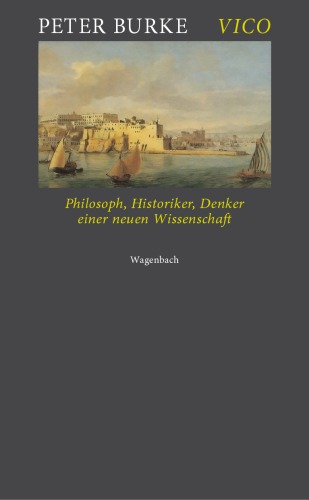 PETER BURKE VICO
Philosoph, Historiker, Denker
einer neuen Wissenschaft
Wagenbach